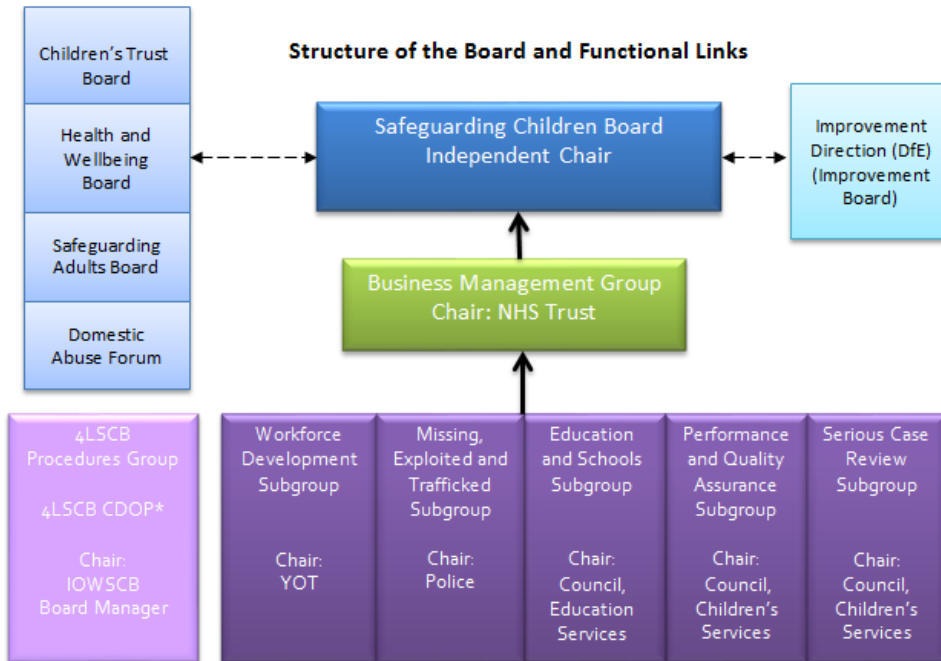 Structure of the Board and Functional Links
Children's Trust
Board
Health and
Wellbeing
Board
Safeguarding
Adults Board
Domestic
Abuse Forum
Safeguarding Children Board
Independent Chair
Improvement
Direction (DfE)
(Improvement
Board)
Business Management Group
Chair: NHS Trust
4LSCB
Procedures Group
4LSCB CDOP*
Chair:
IOWSCB
Board Manager
Workforce
Development
Subgroup
Chair:
YOT
Missing,
Exploited and
Trafficked
Subgroup
Chair:
Police
Education
and Schools
Subgroup
Chair:
Council,
Education
Services
Performance
and Quality
Assurance
Subgroup
Chair:
Council,
Children's
Services
Serious Case
Review
Subgroup
Chair:
Council,
Children's
Services